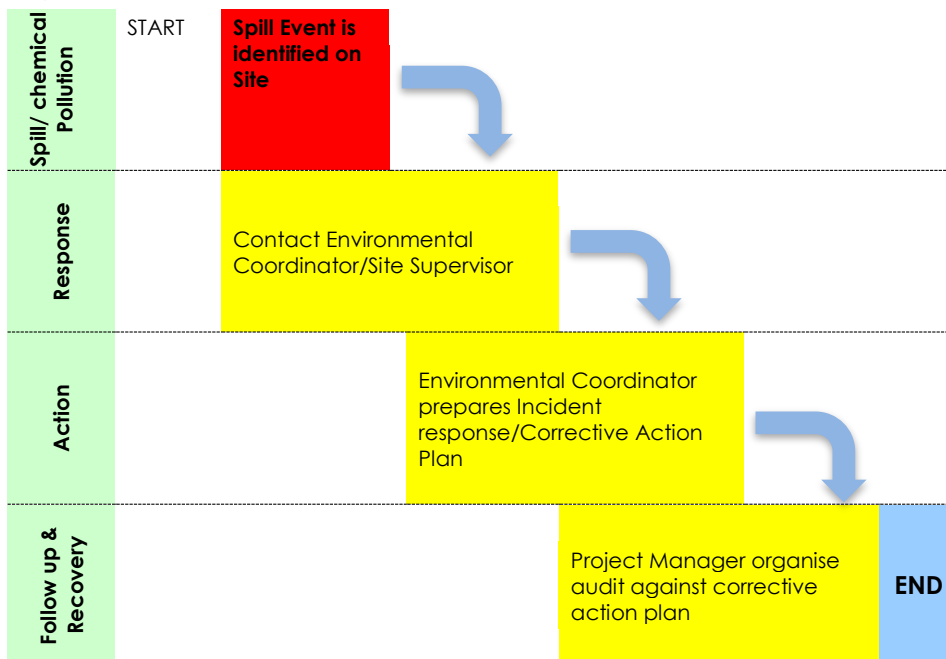 Spill/ chemical
Pollution
START
Spill Event is
identified on
Site
Response
Contact Environmental
Coordinator/Site Supervisor
Action
Environmental Coordinator
prepares Incident
response/Corrective Action
Plan
Follow up &
Recovery
Project Manager organise
audit against corrective
action plan
END